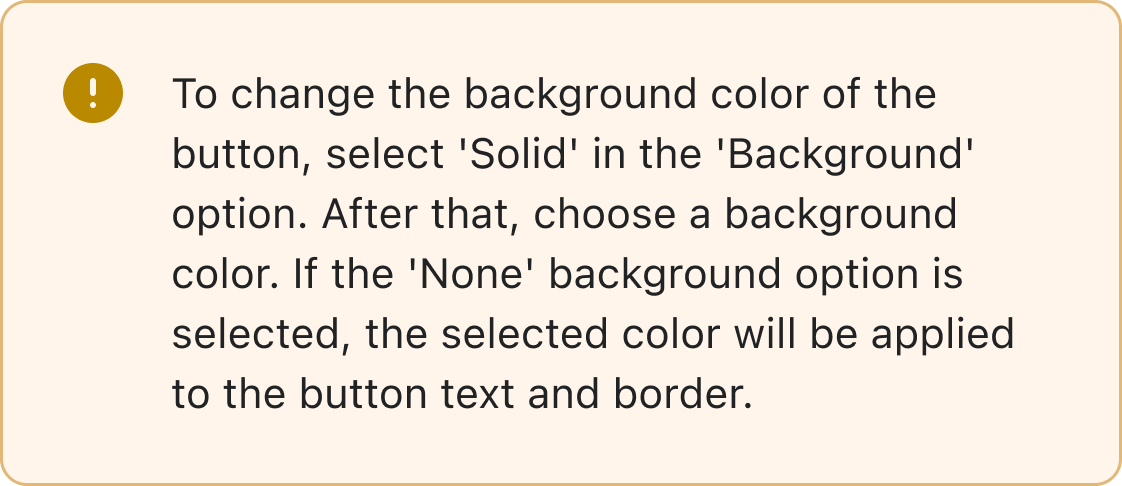 To change the background color of the
button, select 'Solid' in the 'Background'
option. After that, choose a background
color. If the 'None' background option is
selected, the selected color will be applied
to the button text and border.